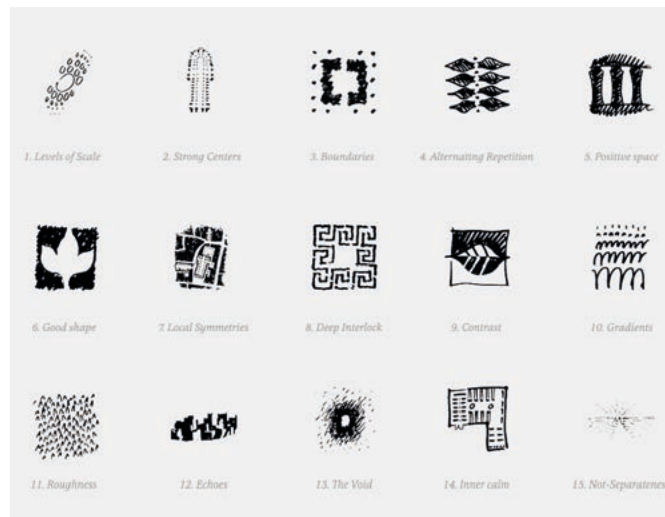 1. Levels of Scale
2. Strong Centers
3. Boundaries
4. Alternating Repetition
5. Positive space
6. Good shape
7. Local Symmetries
8. Deep Interlock
9. Contrast
10. Gradients
11. Roughness
12. Echoes
13. The Void
14. Inner calm
15. Not-Separatenes